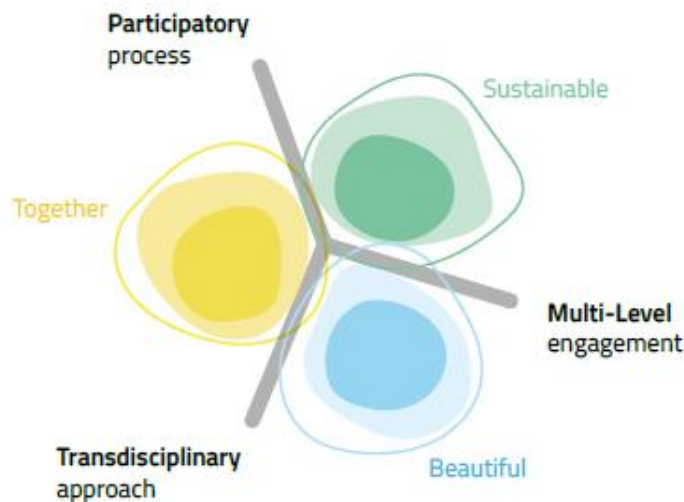 Participatory
process
Sustainable
Together
Multi-Level
engagement
Transdisciplinary
approach
Beautiful